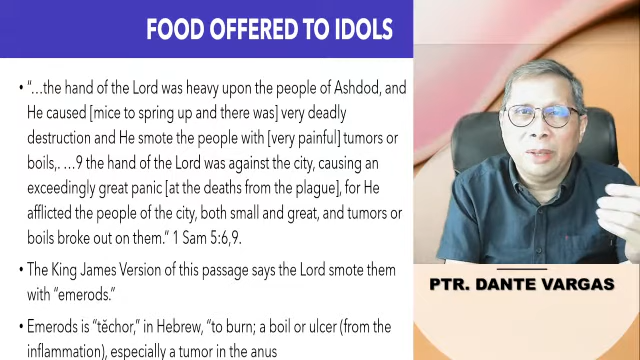 FOOD OFFERED TO IDOLS
• “…the hand of the Lord was heavy upon the people of Ashdod, and
He caused [mice to spring up and there was] very deadly
destruction and He smote the people with [very painful] tumors or
boils,. …9 the hand of the Lord was against the city, causing an
exceedingly great panic [at the deaths from the plague], for He
afflicted the people of the city, both small and great, and tumors or
boils broke out on them.” 1 Sam 5:6,9.
• The King James Version of this passage says the Lord smote them
with “emerods.”
• Emerods is “těchor,” in Hebrew, “to burn; a boil or ulcer (from the
inflammation), especially a tumor in the anus
PTR. DANTE VARGAS